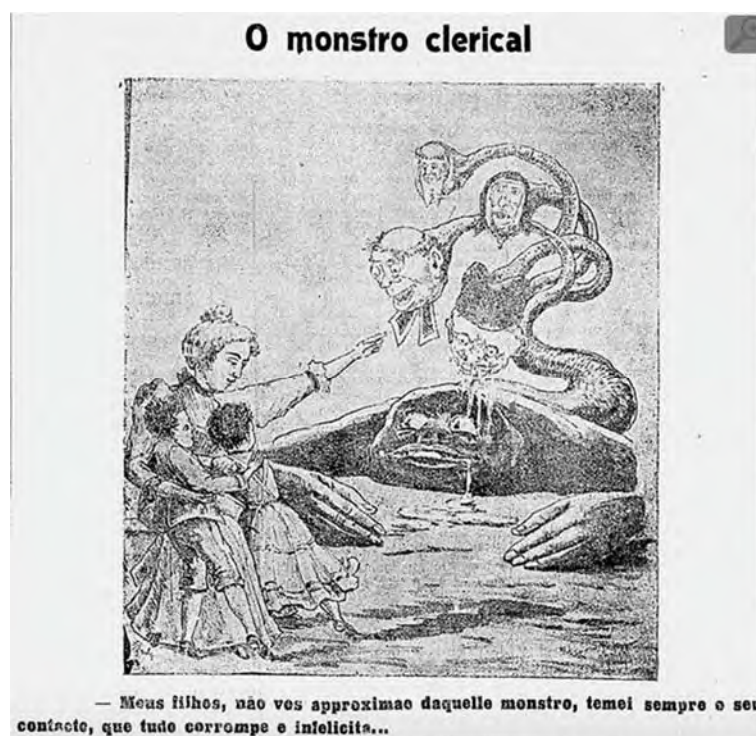 O monstro clerical
— Meus filhos, não vos approximae daquelle monstro, temei sempre o seu
contacto, que tudo corrompe e infelicita...